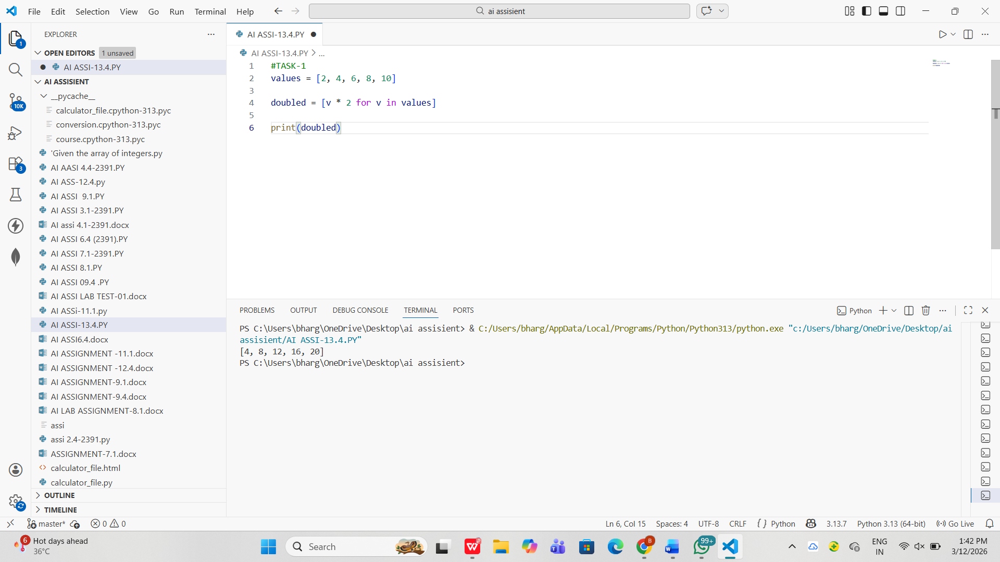 File Edit Selection View Go Run Terminal Help
ai assisient
EXPLORER
OPEN EDITORS 1 unsaved
AI ASSI-13.4.PY
AI ASSISIENT
__pycache__
calculator_file.cpython-313.pyc
conversion.cpython-313.pyc
course.cpython-313.pyc
'Given the array of integers.py
AI AASI 4.4-2391.PY
AI ASS-12.4.py
AI ASSI  9.1.PY
AI ASSI 3.1-2391.PY
AI assi 4.1-2391.docx
AI ASSI 6.4 (2391).PY
AI ASSI 7.1-2391.PY
AI ASSI 8.1.PY
AI ASSI 09.4 .PY
AI ASSI LAB TEST-01.docx
AI ASSi-11.1.py
AI ASSI-13.4.PY
AI ASSI6.4.docx
AI ASSIGNMENT -11.1.docx
AI ASSIGNMENT -12.4.docx
AI ASSIGNMENT-9.1.docx
AI ASSIGNMENT-9.4.docx
AI LAB ASSIGNMENT-8.1.docx
assi
assi 2.4-2391.py
ASSIGNMENT-7.1.docx
calculator_file.html
calculator_file.py
OUTLINE
TIMELINE
1
10K
3
AI ASSI-13.4.PY
AI ASSI-13.4.PY > ...
1 #TASK-1
2 values = [2, 4, 6, 8, 10]
3
4 doubled = [v * 2 for v in values]
5
6 print(doubled)
PROBLEMS OUTPUT DEBUG CONSOLE TERMINAL PORTS
Python
PS C:\Users\bharg\OneDrive\Desktop\ai assisient> & C:/Users/bharg/AppData/Local/Programs/Python/Python313/python.exe "c:/Users/bharg/OneDrive/Desktop/ai
assisient/AI ASSI-13.4.PY"
[4, 8, 12, 16, 20]
PS C:\Users\bharg\OneDrive\Desktop\ai assisient>
master* 0 0
Ln 6, Col 15 Spaces: 4 UTF-8 CRLF { } Python 3.13.7 Python 3.13 (64-bit) Go Live
6
Hot days ahead
36°C
Search
B
99+
ENG
IN
1:42 PM
3/12/2026